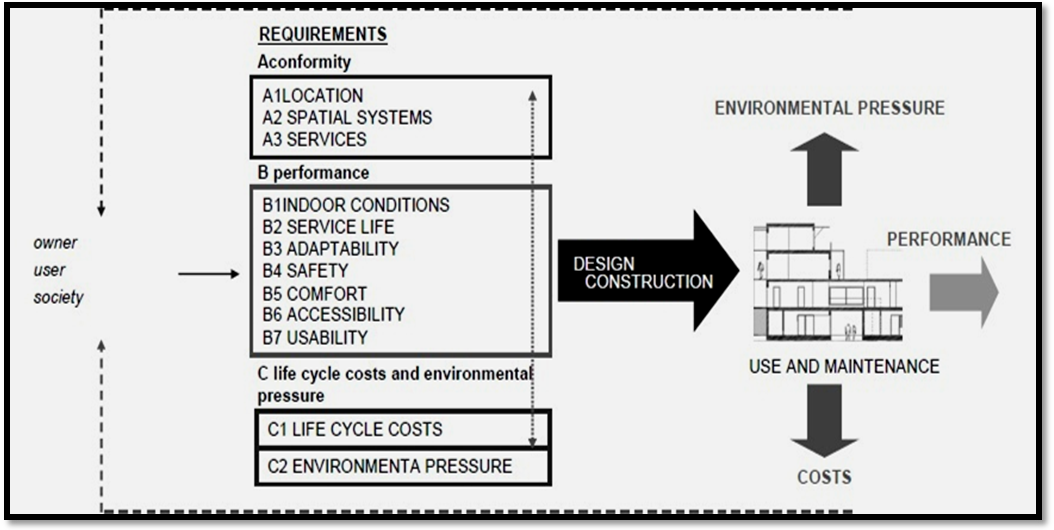 REQUIREMENTS
Aconformity
A1LOCATION
A2 SPATIAL SYSTEMS
A3 SERVICES
B performance
B1INDOOR CONDITIONS
B2 SERVICE LIFE
B3 ADAPTABILITY
B4 SAFETY
B5 COMFORT
B6 ACCESSIBILITY
B7 USABILITY
C life cycle costs and environmental
pressure
C1 LIFE CYCLE COSTS
C2 ENVIRONMENTA PRESSURE
owner
user
society
DESIGN
CONSTRUCTION
ENVIRONMENTAL PRESSURE
PERFORMANCE
USE AND MAINTENANCE
COSTS